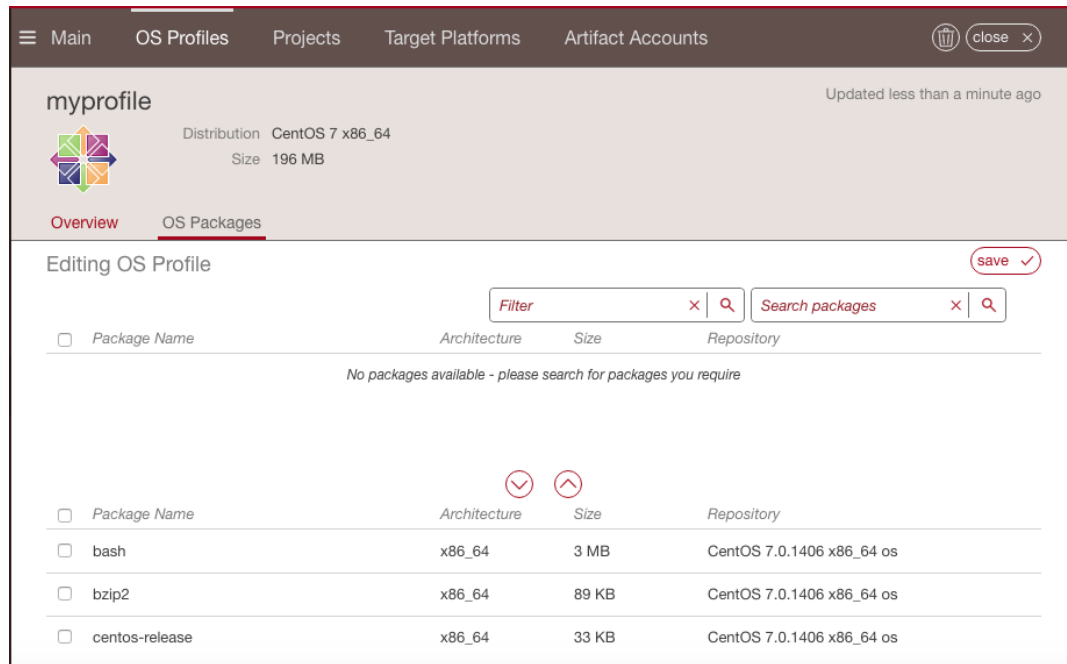 Main OS Profiles Projects Target Platforms Artifact Accounts close
myprofile Updated less than a minute ago
Distribution CentOS 7 x86_64
Size 196 MB
Overview OS Packages
Editing OS Profile save
Filter Search packages
Package Name Architecture Size Repository
No packages available - please search for packages you require
Package Name Architecture Size Repository
bash x86_64 3 MB CentOS 7.0.1406 x86_64 os
bzip2 x86_64 89 KB CentOS 7.0.1406 x86_64 os
centos-release x86_64 33 KB CentOS 7.0.1406 x86_64 os